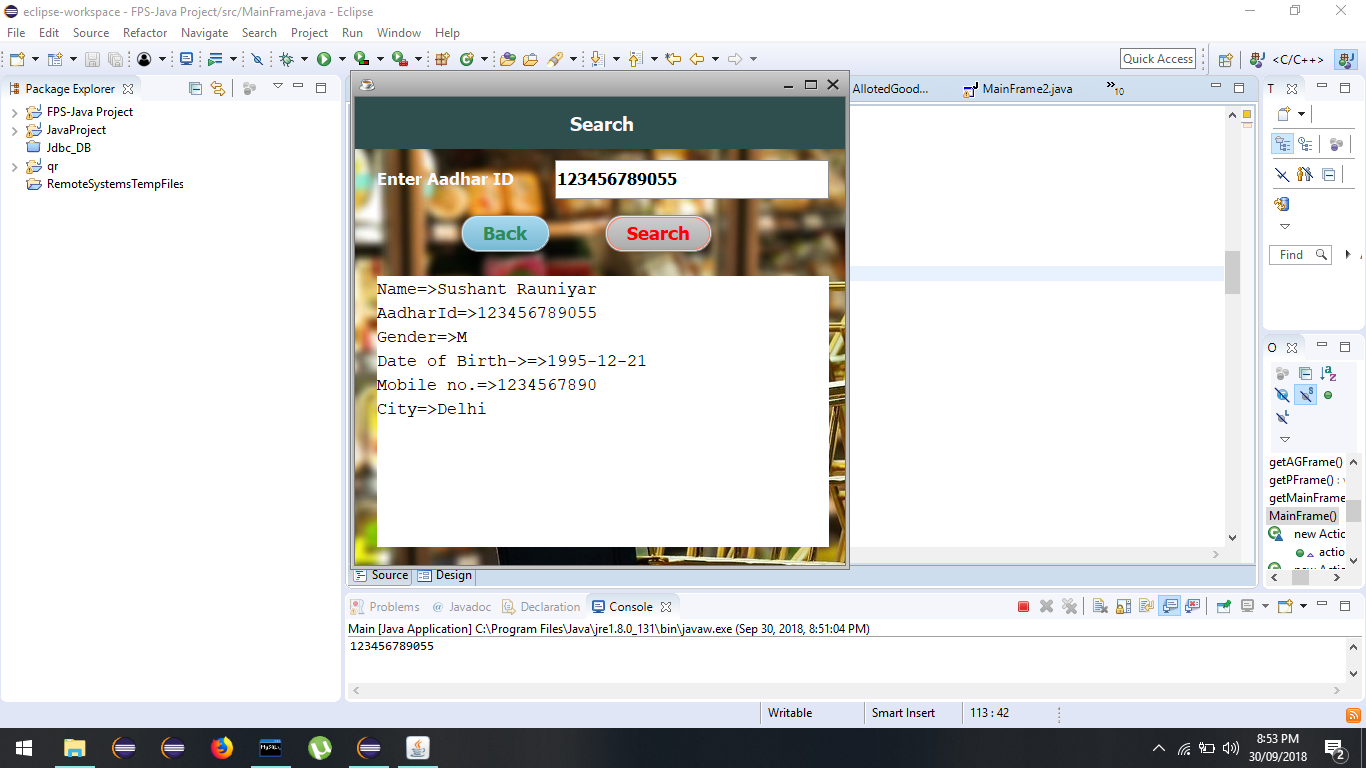 eclipse-workspace - FPS-Java Project/src/MainFrame.java - Eclipse
File Edit Source Refactor Navigate Search Project Run Window Help
Quick Access
<C/C++>
Package Explorer
FPS-Java Project
JavaProject
Jdbc_DB
qr
RemoteSystemsTempFiles
AllotedGood...
MainFrame2.java
»10
Search
Enter Aadhar ID 123456789055
Back Search
Name=>Sushant Rauniyar
AadharId=>123456789055
Gender=>M
Date of Birth->=>1995-12-21
Mobile no.=>1234567890
City=>Delhi
Source Design
T
Find
O
getAGFrame()
getPFrame() :
getMainFrame
MainFrame()
new Actio
actio
new Actio
Problems @ Javadoc Declaration Console
Main [Java Application] C:\Program Files\Java\jre1.8.0_131\bin\javaw.exe (Sep 30, 2018, 8:51:04 PM)
123456789055
Writable Smart Insert 113 : 42
8:53 PM
30/09/2018
2